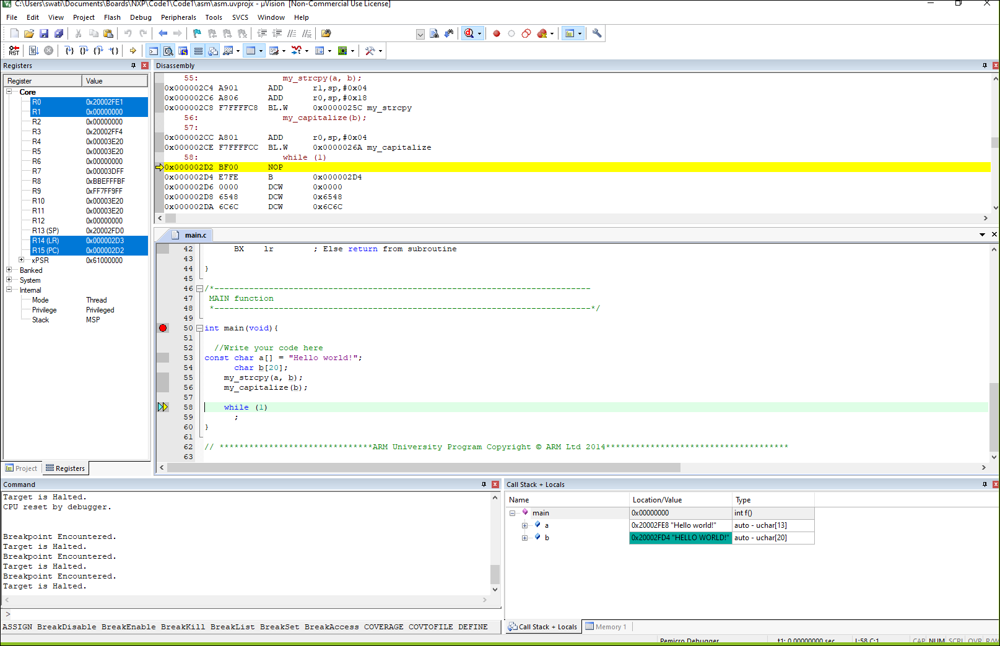 C:\Users\swati\Documents\Boards\NXP\Code1\Code1\asm\asm.uvprojx - µVision  [Non-Commercial Use License]
File Edit View Project Flash Debug Peripherals Tools SVCS Window Help
RST
Registers
Register Value
Core
R0 0x20002FE1
R1 0x00000000
R2 0x00000000
R3 0x20002FF4
R4 0x00003E20
R5 0x00003E20
R6 0x00000000
R7 0x00003DFF
R8 0xBBEFFFBF
R9 0xFF7FF9FF
R10 0x00003E20
R11 0x00003E20
R12 0x00000000
R13 (SP) 0x20002FD0
R14 (LR) 0x000002D3
R15 (PC) 0x000002D2
xPSR 0x61000000
Banked
System
Internal
Mode Thread
Privilege Privileged
Stack MSP
Project Registers
Disassembly
55: my_strcpy(a, b);
0x000002C4 A901 ADD r1,sp,#0x04
0x000002C6 A806 ADD r0,sp,#0x18
0x000002C8 F7FFFFC8 BL.W 0x0000025C my_strcpy
56: my_capitalize(b);
57:
0x000002CC A801 ADD r0,sp,#0x04
0x000002CE F7FFFFCC BL.W 0x0000026A my_capitalize
58: while (1)
0x000002D2 BF00 NOP
0x000002D4 E7FE B 0x000002D4
0x000002D6 0000 DCW 0x0000
0x000002D8 6548 DCW 0x6548
0x000002DA 6C6C DCW 0x6C6C
main.c
42 BX lr ; Else return from subroutine
43
44 }
45
46 /*----------------------------------------------------------------------------
47 MAIN function
48 *----------------------------------------------------------------------------*/
49
50 int main(void){
51
52 //Write your code here
53 const char a[] = "Hello world!";
54 char b[20];
55 my_strcpy(a, b);
56 my_capitalize(b);
57
58 while (1)
59 ;
60 }
61
62 // *******************************ARM University Program Copyright © ARM Ltd 2014*************************************
63
Command
Target is Halted.
CPU reset by debugger.
Breakpoint Encountered.
Target is Halted.
Breakpoint Encountered.
Target is Halted.
Breakpoint Encountered.
Target is Halted.
>
ASSIGN BreakDisable BreakEnable BreakKill BreakList BreakSet BreakAccess COVERAGE COVTOFILE DEFINE
Call Stack + Locals
Name Location/Value Type
main 0x00000000 int f()
a 0x20002FE8 "Hello world!" auto - uchar[13]
b 0x20002FD4 "HELLO WORLD!" auto - uchar[20]
Call Stack + Locals Memory 1
Pemicro Debugger t1: 0.00000000 sec L:58 C:1 CAP NUM SCRL OVR R/W